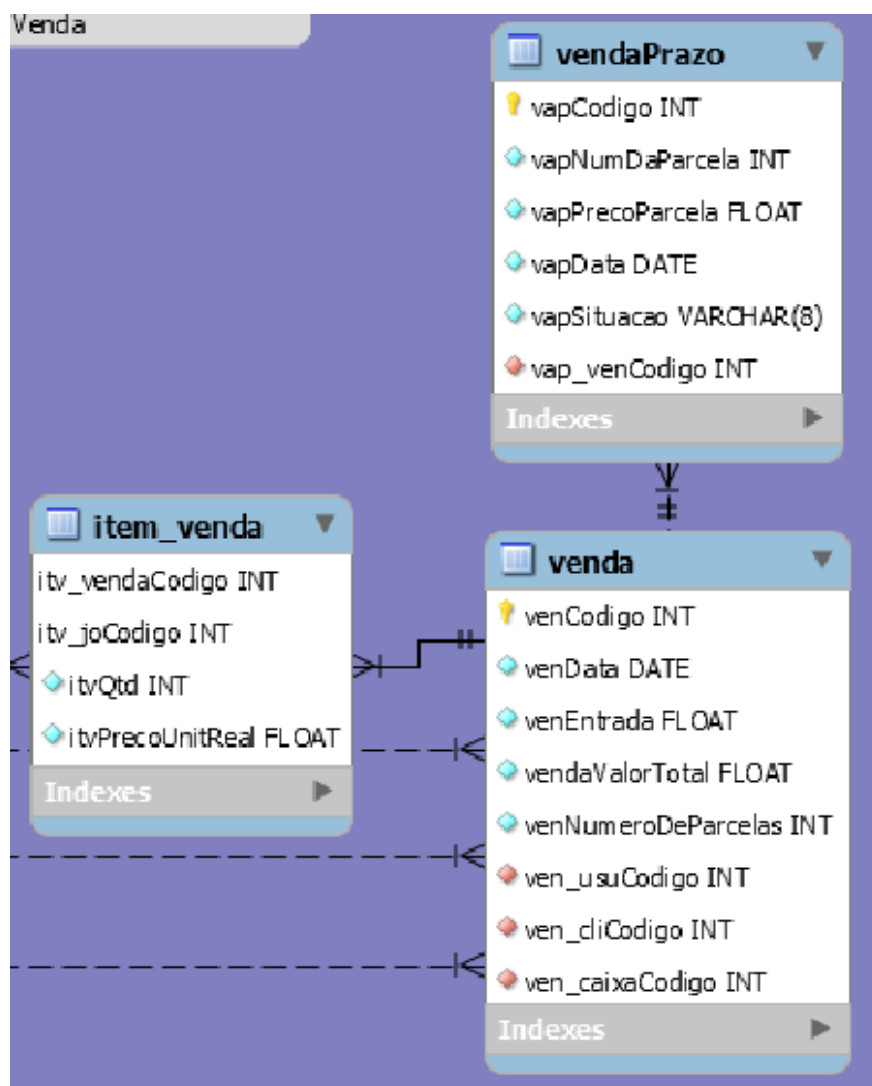 Venda
vendaPrazo
vapCodigo INT
vapNumDaParcela INT
vapPrecoParcela FLOAT
vapData DATE
vapSituacao VARCHAR(8)
vap_venCodigo INT
Indexes
item_venda
itv_vendaCodigo INT
itv_joCodigo INT
itvQtd INT
itvPrecoUnitReal FLOAT
Indexes
venda
venCodigo INT
venData DATE
venEntrada FLOAT
vendaValorTotal FLOAT
venNumeroDeParcelas INT
ven_usuCodigo INT
ven_cliCodigo INT
ven_caixaCodigo INT
Indexes